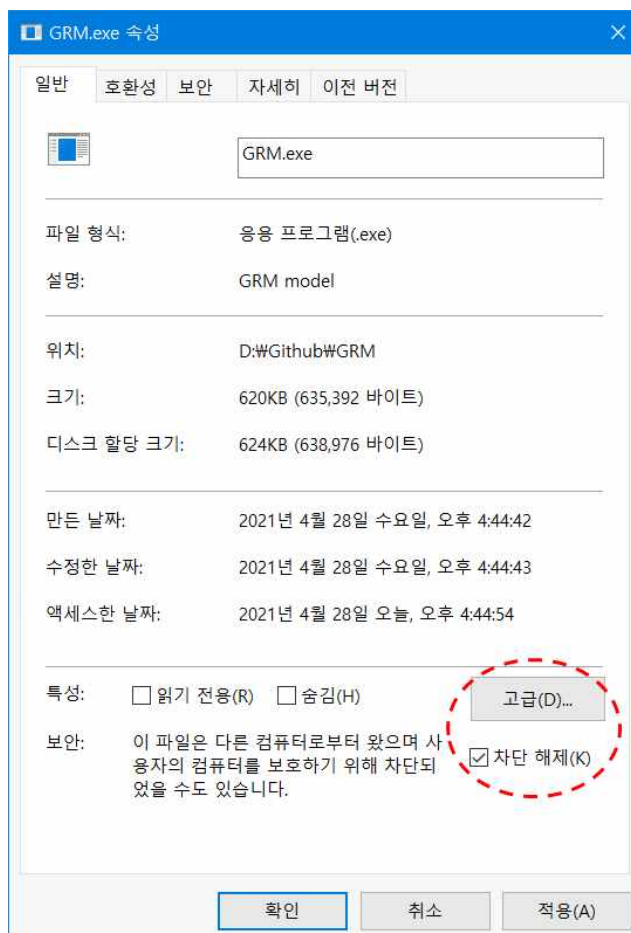 GRM.exe 속성
일반 호환성 보안 자세히 이전 버전
GRM.exe
파일 형식: 응용 프로그램(.exe)
설명: GRM model
위치: D:₩Github₩GRM
크기: 620KB (635,392 바이트)
디스크 할당 크기: 624KB (638,976 바이트)
만든 날짜: 2021년 4월 28일 수요일, 오후 4:44:42
수정한 날짜: 2021년 4월 28일 수요일, 오후 4:44:43
액세스한 날짜: 2021년 4월 28일 오늘, 오후 4:44:54
특성: 읽기 전용(R) 숨김(H) 고급(D)...
보안: 이 파일은 다른 컴퓨터로부터 왔으며 사
용자의 컴퓨터를 보호하기 위해 차단되 차단 해제(K)
었을 수도 있습니다.
확인 취소 적용(A)